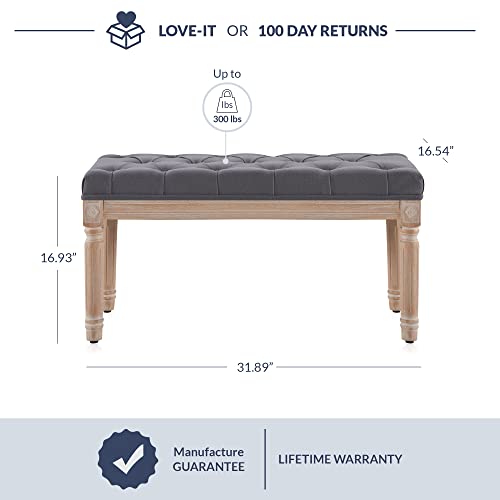 LOVE-IT OR 100 DAY RETURNS
Up to
lbs
300 lbs
16.54”
16.93”
31.89”
Manufacture
GUARANTEE
LIFETIME WARRANTY